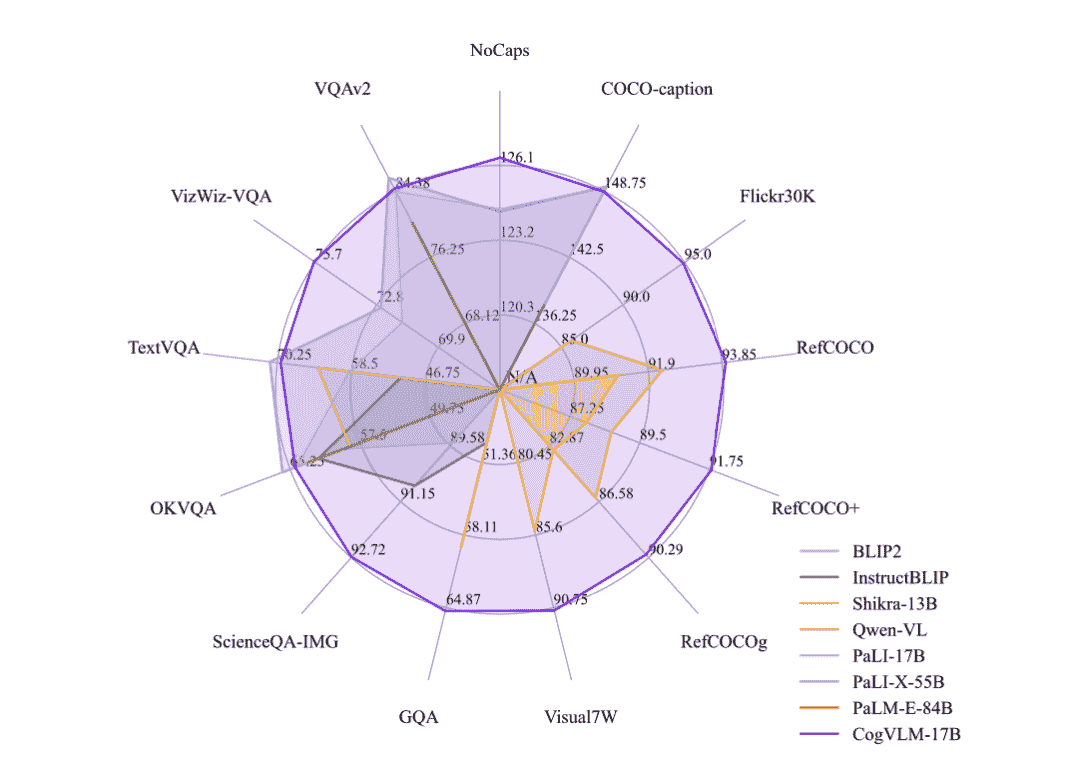 NoCaps
VQAv2
COCO-caption
126.1
84.38
148.75
VizWiz-VQA
Flickr30K
123.2
76.25
142.5
75.7
95.0
72.8
120.3
90.0
68.12
136.25
69.9
85.0
TextVQA
RefCOCO
70.25
58.5
46.75
N/A
89.95
91.9
93.85
49.75
87.25
57.5
89.58
82.87
89.5
65.25
51.36
80.45
91.75
91.15
86.58
OKVQA
RefCOCO+
58.11
85.6
92.72
90.29
64.87
90.75
ScienceQA-IMG
RefCOCOg
GQA
Visual7W
BLIP2
InstructBLIP
Shikra-13B
Qwen-VL
PaLI-17B
PaLI-X-55B
PaLM-E-84B
CogVLM-17B